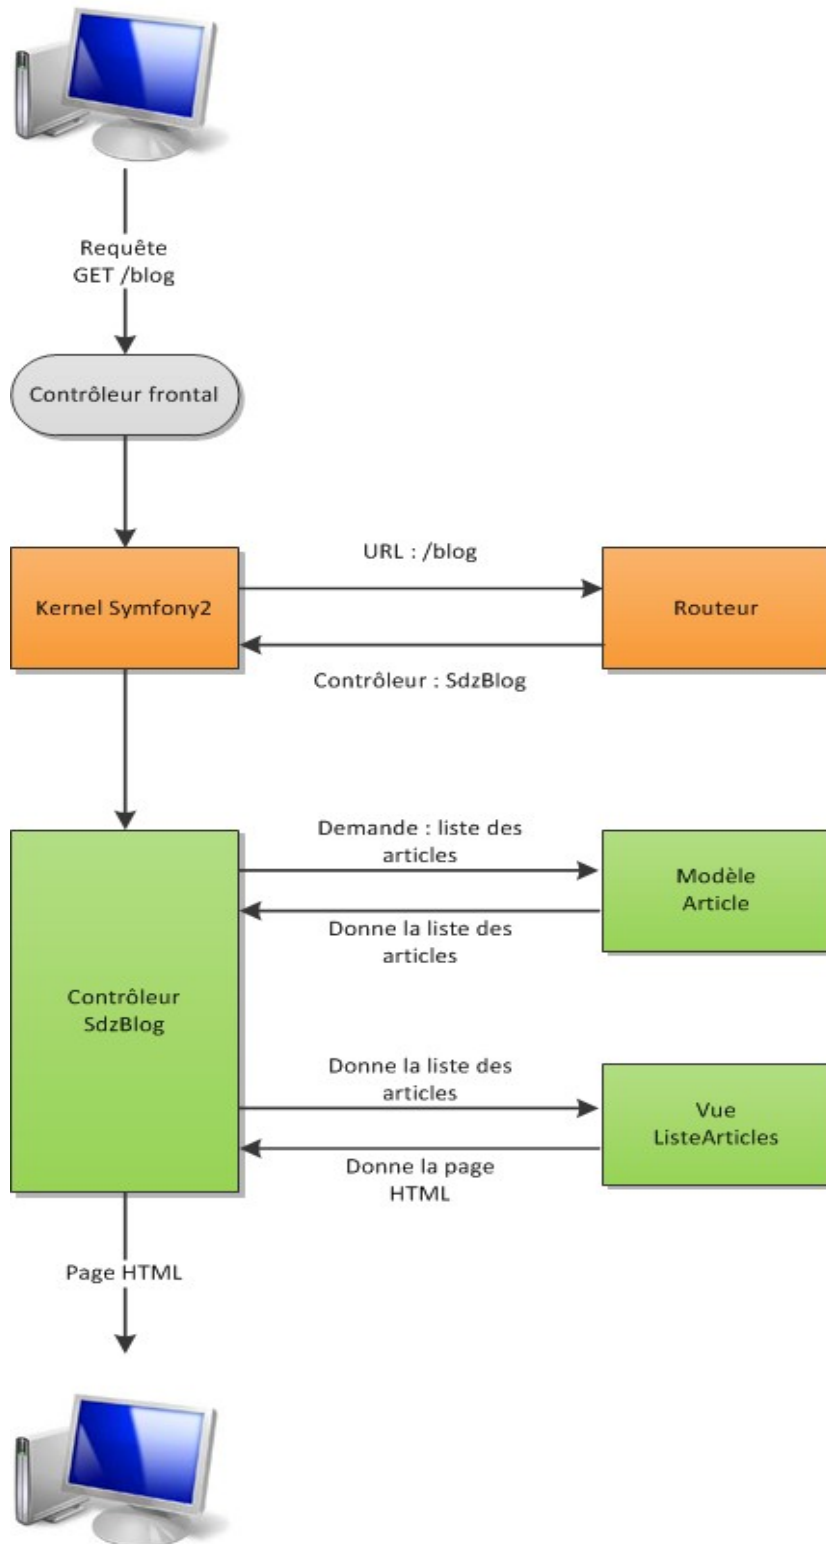 Requête
GET /blog
Contrôleur frontal
URL : /blog
Kernel Symfony2
Routeur
Contrôleur : SdzBlog
Demande : liste des
articles
Modèle
Article
Donne la liste des
articles
Contrôleur
SdzBlog
Donne la liste des
articles
Vue
ListeArticles
Donne la page
HTML
Page HTML